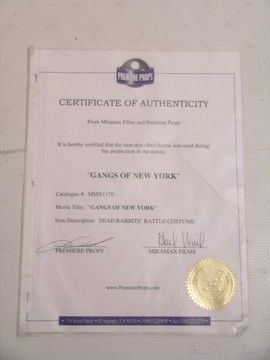 PREMIERE PROPS
CERTIFICATE OF AUTHENTICITY
From Miramax Films and Premiere Props
It is hereby certified that the item described herein was used during
the production of the movie,
"GANGS OF NEW YORK"
Catalogue #: MMX1170
Movie Title: "GANGS OF NEW YORK"
Item Description: DEAD RABBITS' BATTLE COSTUME
PREMIERE PROPS
MIRAMAX FILMS
www.PremiereProps.com